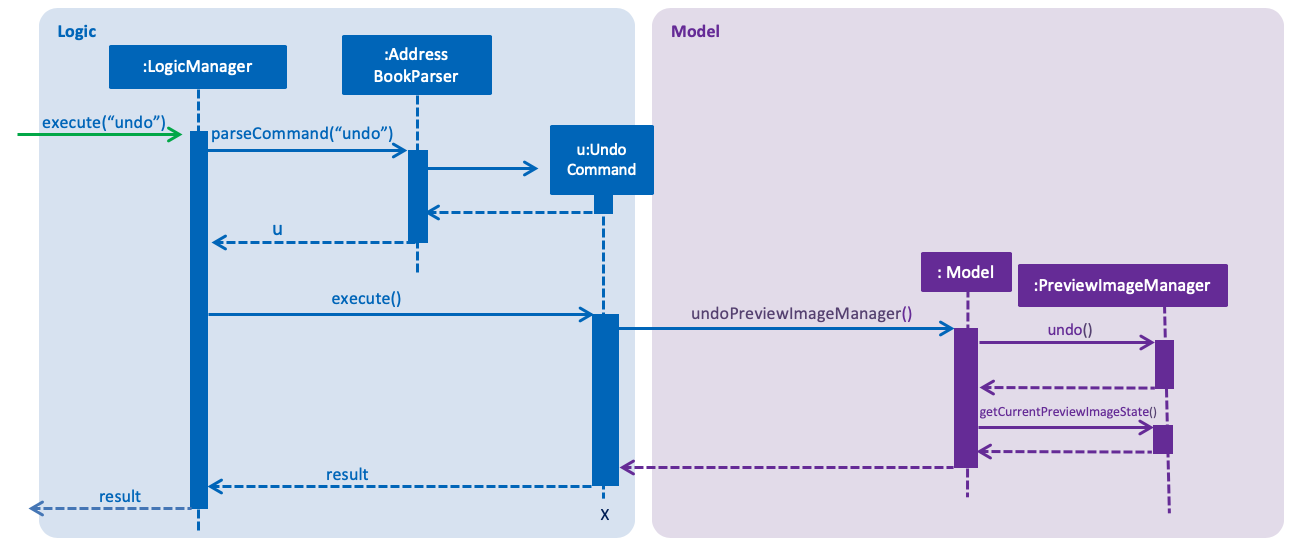 Logic
Model
:LogicManager
:Address
BookParser
execute(“undo”)
parseCommand(“undo”)
u:Undo
Command
u
: Model
:PreviewImageManager
execute()
undoPreviewImageManager()
undo()
getCurrentPreviewImageState()
result
result
X